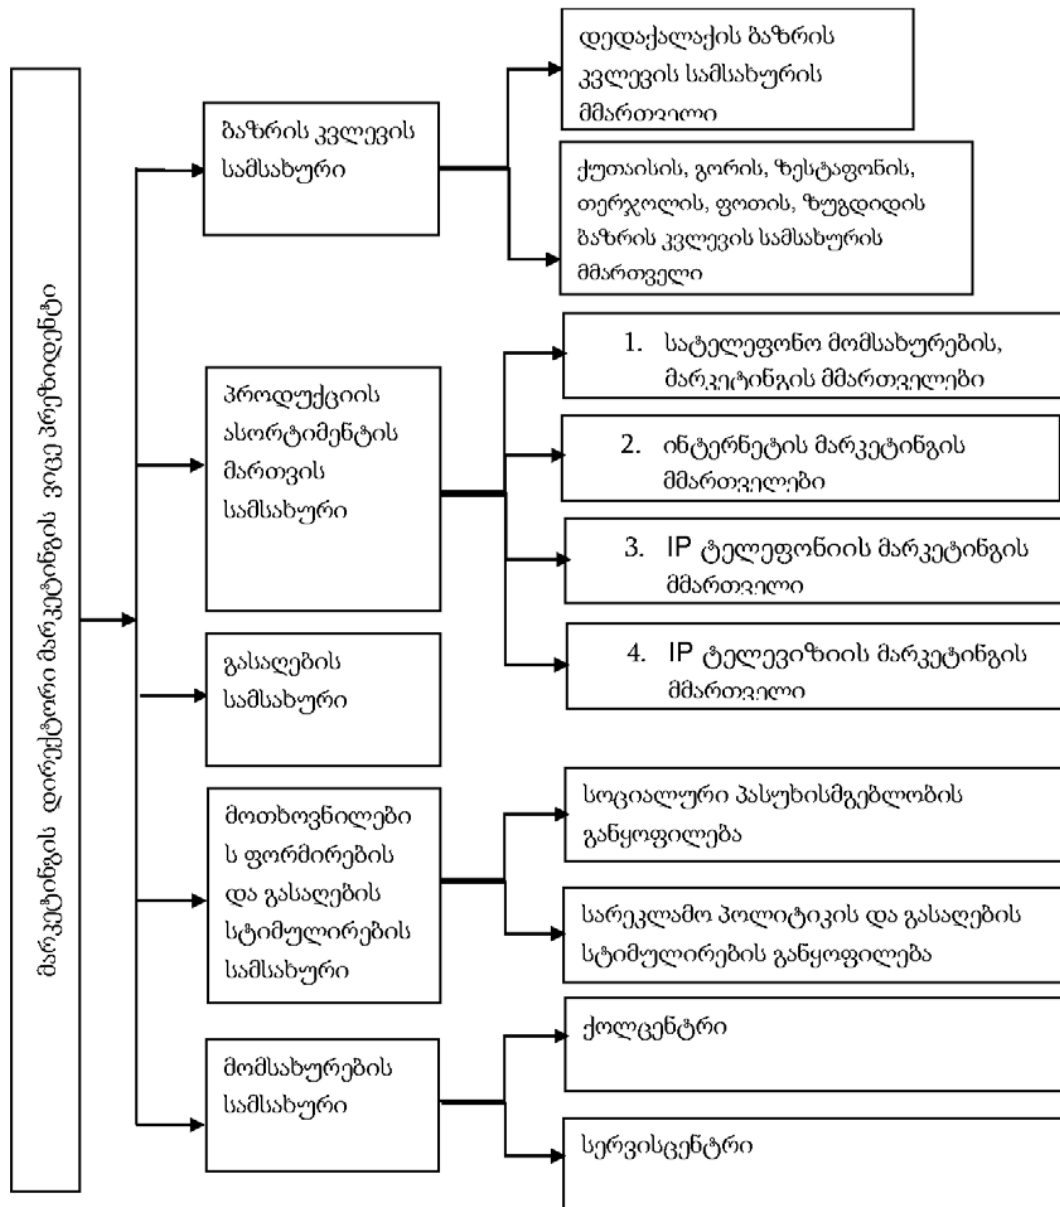 მარკეტინგის დირექტორი მარკეტინგის ვიცე პრეზიდენტი
ბაზრის კვლევის
სამსახური
დედაქალაქის ბაზრის
კვლევის სამსახურის
მმართველი
ქუთაისის, გორის, ზესტაფონის,
თერჯოლის, ფოთის, ზუგდიდის
ბაზრის კვლევის სამსახურის
მმართველი
პროდუქციის
ასორტიმენტის
მართვის
სამსახური
1. სატელეფონო მომსახურების,
მარკეტინგის მმართველები
2. ინტერნეტის მარკეტინგის
მმართველები
3. IP ტელეფონიის მარკეტინგის
მმართველი
4. IP ტელევიზიის მარკეტინგის
მმართველი
გასაღების
სამსახური
მოთხოვნილები
ს ფორმირების
და გასაღების
სტიმულირების
სამსახური
სოციალური პასუხისმგებლობის
განყოფილება
სარეკლამო პოლიტიკის და გასაღების
სტიმულირების განყოფილება
მომსახურების
სამსახური
ქოლცენტრი
სერვისცენტრი